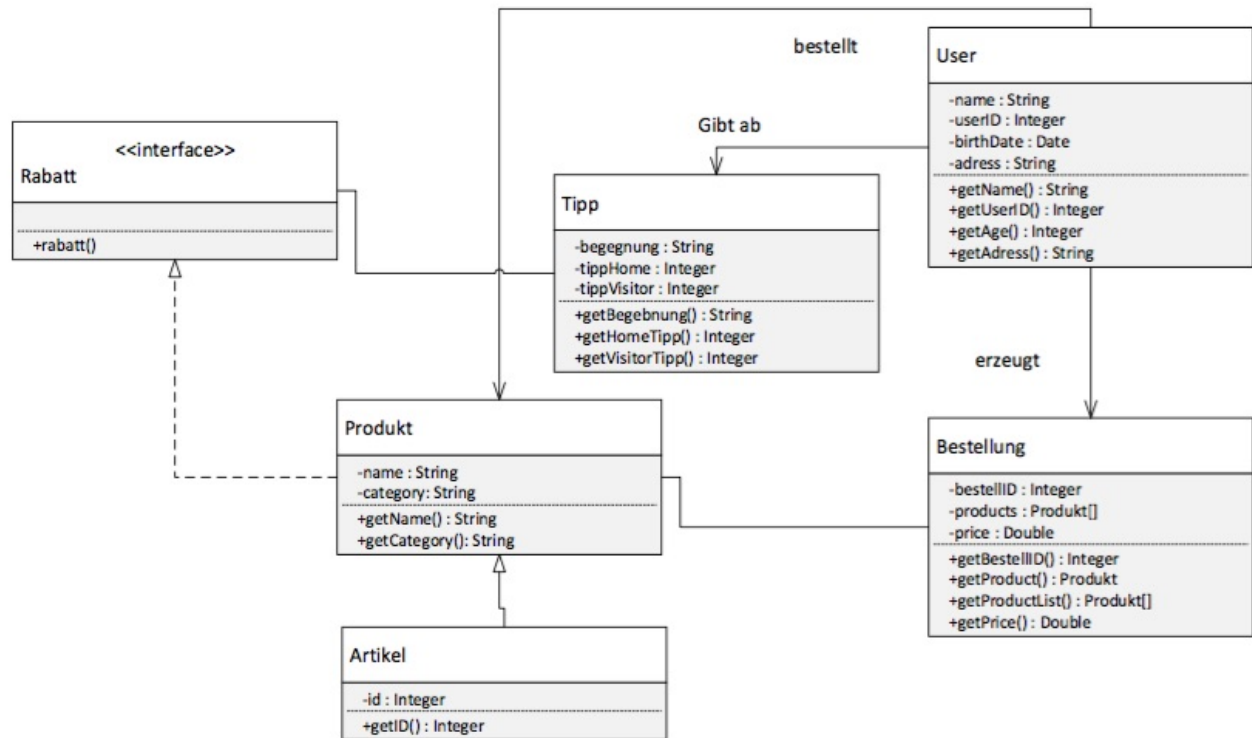 bestellt
User
-name : String
-userID : Integer
-birthDate : Date
-adress : String
+getName() : String
+getUserID() : Integer
+getAge() : Integer
+getAdress() : String
Gibt ab
<<interface>>
Rabatt
+rabatt()
Tipp
-begegnung : String
-tippHome : Integer
-tippVisitor : Integer
+getBegebnung() : String
+getHomeTipp() : Integer
+getVisitorTipp() : Integer
erzeugt
Produkt
-name : String
-category: String
+getName() : String
+getCategory(): String
Bestellung
-bestellID : Integer
-products : Produkt[]
-price : Double
+getBestellID() : Integer
+getProduct() : Produkt
+getProductList() : Produkt[]
+getPrice() : Double
Artikel
-id : Integer
+getID() : Integer